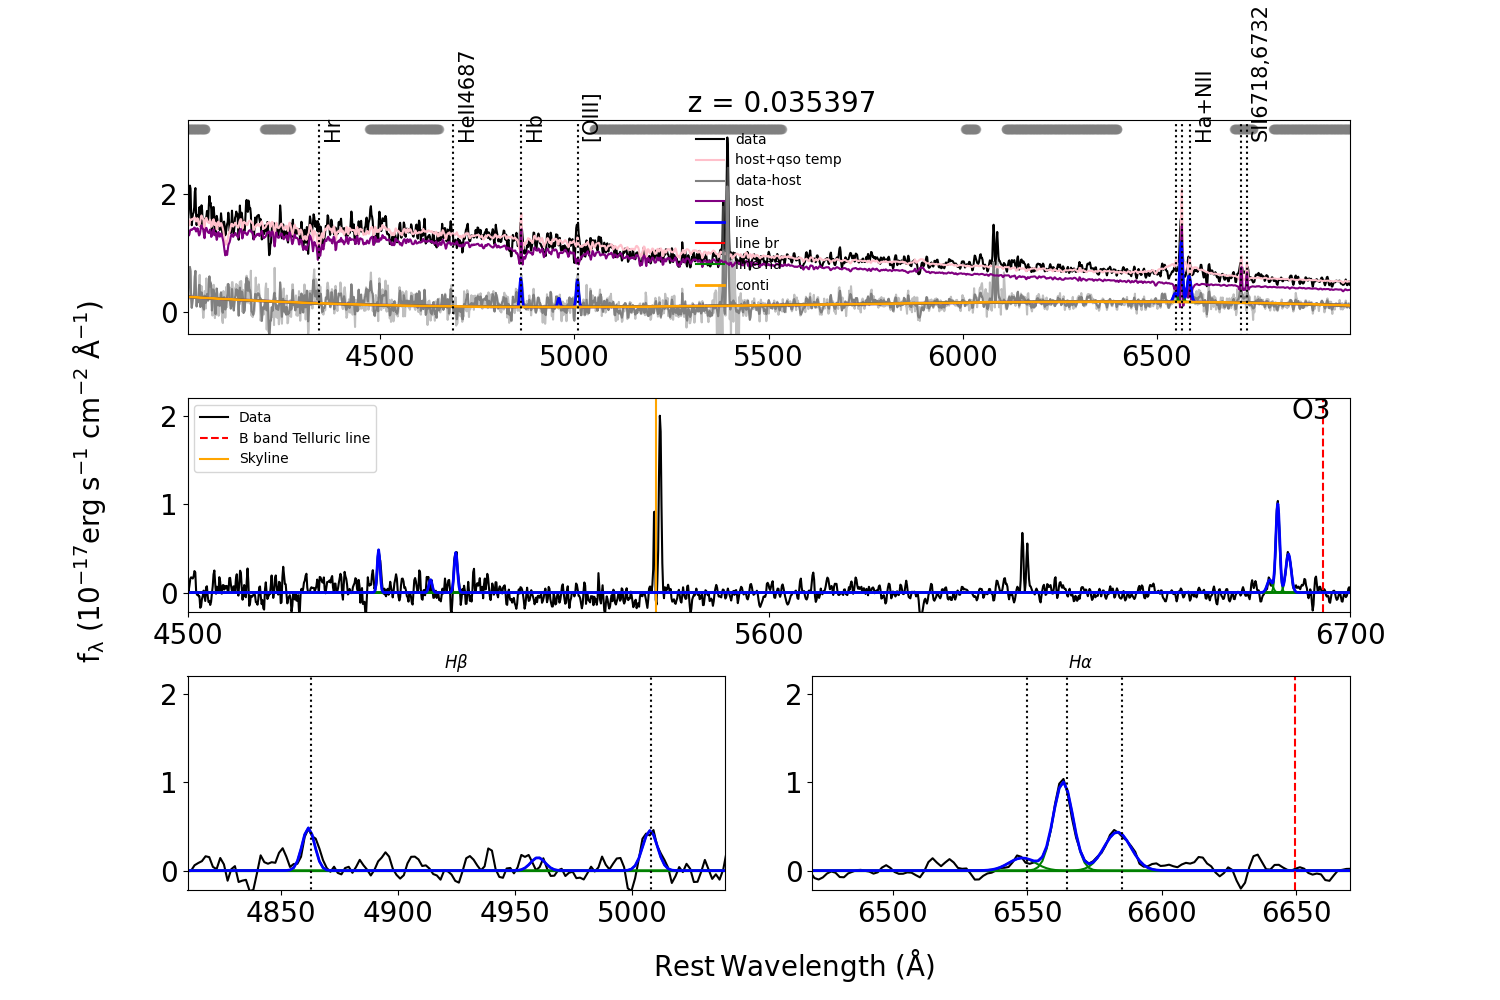 z = 0.035397
Hr
HeII4687
Hb
[OIII]
Ha+NII
SII6718,6732
data
host+qso temp
data-host
host
line
line br
conti
2
0
4500
5000
5500
6000
6500
fλ (10⁻¹⁷erg s⁻¹ cm⁻² Å⁻¹)
Data
B band Telluric line
Skyline
O3
2
1
0
4500
5600
6700
Hβ
2
1
0
4850
4900
4950
5000
Hα
2
1
0
6500
6550
6600
6650
Rest Wavelength (Å)